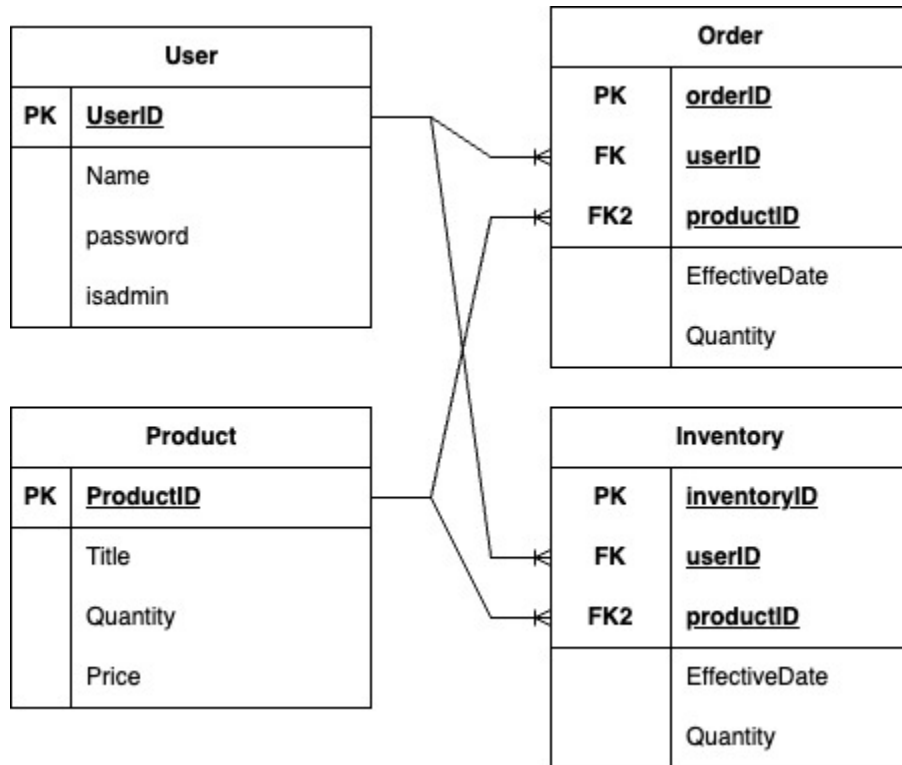 User
PK UserID
Name
password
isadmin
Order
PK orderID
FK userID
FK2 productID
EffectiveDate
Quantity
Product
PK ProductID
Title
Quantity
Price
Inventory
PK inventoryID
FK userID
FK2 productID
EffectiveDate
Quantity